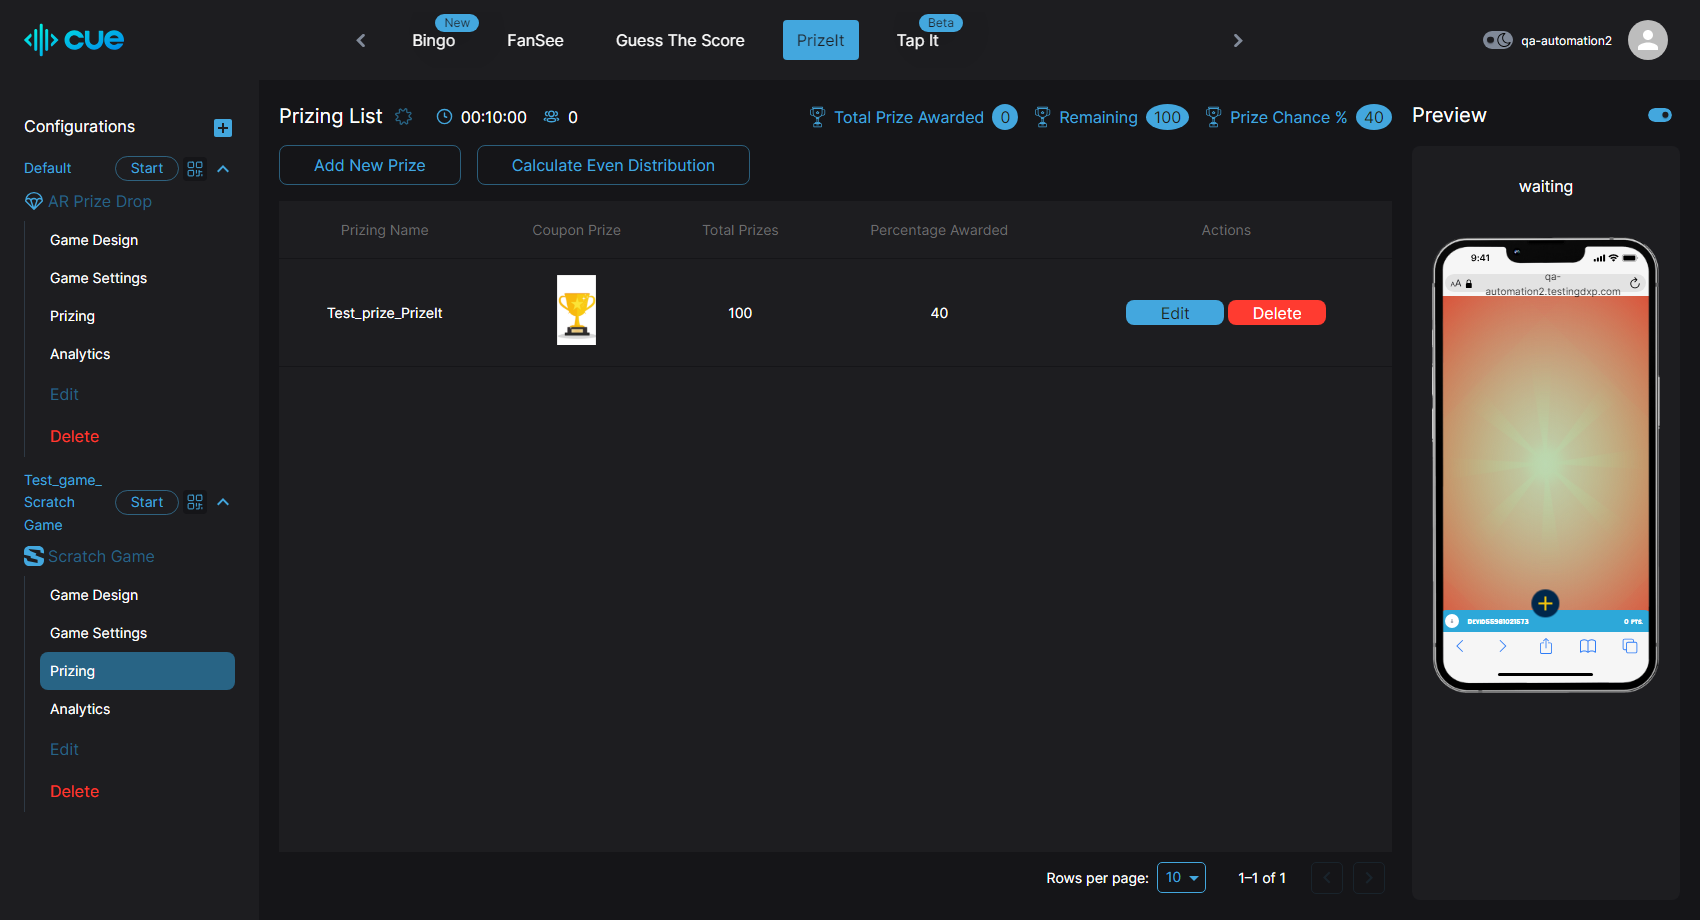 cue
New
Bingo
FanSee
Guess The Score
PrizeIt
Beta
Tap It
qa-automation2
Configurations
Default
Start
AR Prize Drop
Game Design
Game Settings
Prizing
Analytics
Edit
Delete
Test_game_
Scratch
Game
Start
Scratch Game
Game Design
Game Settings
Prizing
Analytics
Edit
Delete
Prizing List
00:10:00
0
Total Prize Awarded 0
Remaining 100
Prize Chance % 40
Add New Prize
Calculate Even Distribution
Prizing Name
Coupon Prize
Total Prizes
Percentage Awarded
Actions
Test_prize_PrizeIt
100
40
Edit
Delete
Rows per page: 10
1–1 of 1
Preview
waiting
9:41
AA
qa-
automation2.testingdxp.com
0 PTS.